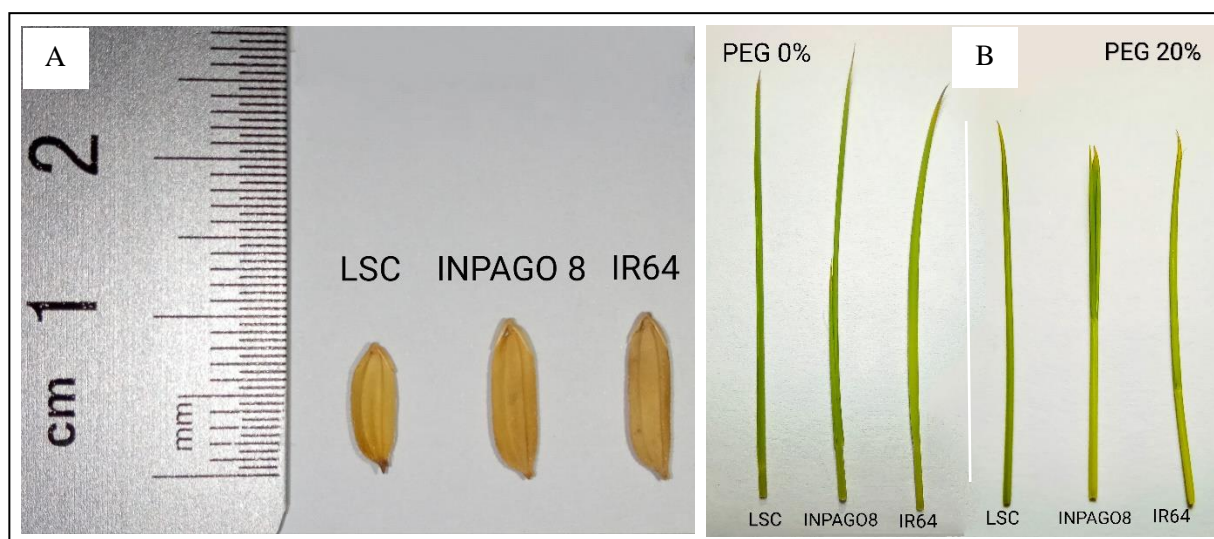 A
2
1
cm
mm
LSC INPAGO 8 IR64
PEG 0%
B
PEG 20%
LSC INPAGO8 IR64
LSC INPAGO8 IR64